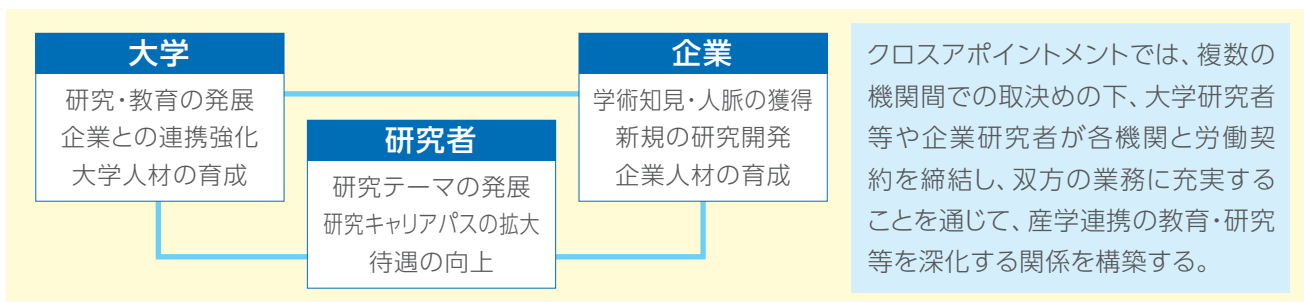 大学
研究・教育の発展
企業との連携強化
大学人材の育成
研究者
研究テーマの発展
研究キャリアパスの拡大
待遇の向上
企業
学術知見・人脈の獲得
新規の研究開発
企業人材の育成
クロスアポイントメントでは、複数の
機関間での取決めの下、大学研究者
等や企業研究者が各機関と労働契
約を締結し、双方の業務に充実する
ことを通じて、産学連携の教育・研究
等を深化する関係を構築する。